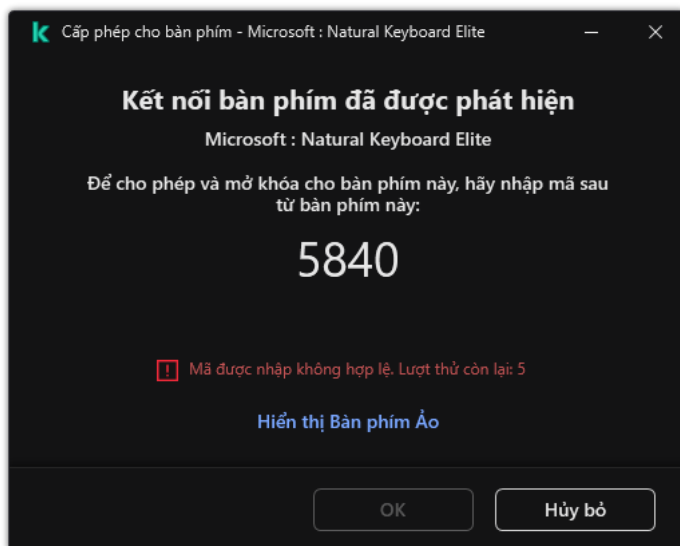 Cấp phép cho bàn phím - Microsoft : Natural Keyboard Elite
Kết nối bàn phím đã được phát hiện
Microsoft : Natural Keyboard Elite
Để cho phép và mở khóa cho bàn phím này, hãy nhập mã sau
từ bàn phím này:
5840
Mã được nhập không hợp lệ. Lượt thử còn lại: 5
Hiển thị Bàn phím Ảo
OK
Hủy bỏ